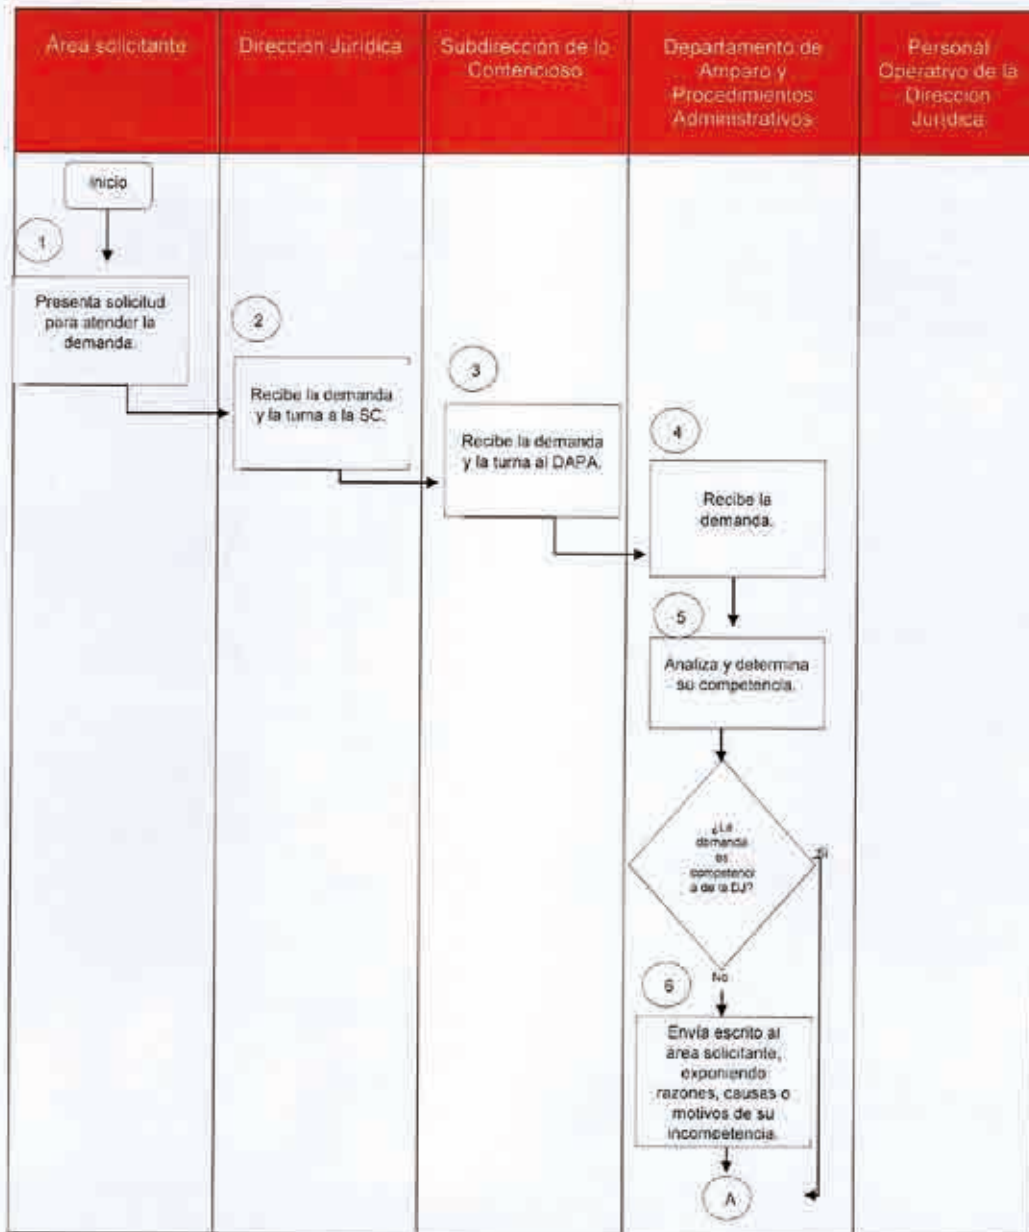 Área solicitante
Dirección Jurídica
Subdirección de lo
Contencioso
Departamento de
Amparo y
Procedimientos
Administrativos
Personal
Operativo de la
Dirección
Jurídica
Inicio
1
Presenta solicitud
para atender la
demanda.
2
Recibe la demanda
y la turna a la SC.
3
Recibe la demanda
y la turna al DAPA.
4
Recibe la
demanda.
5
Analiza y determina
su competencia.
¿La
demanda
es
competenci
a de la DJ?
Sí
No
6
Envía escrito al
área solicitante,
exponiendo
razones, causas o
motivos de su
incompetencia.
A